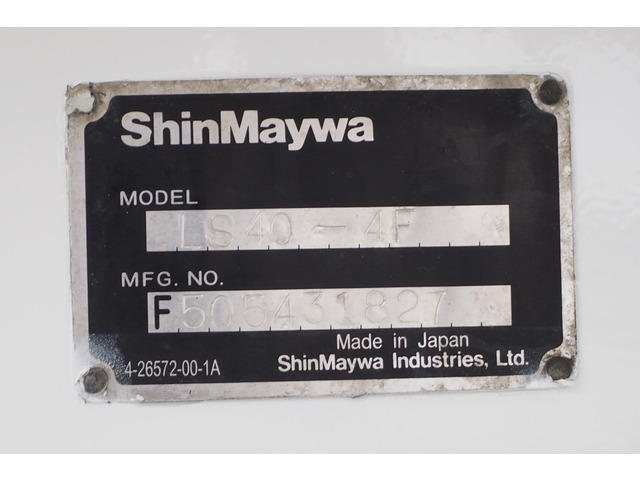 ShinMaywa
MODEL
LS40-4F
MFG. NO.
F505431827
Made in Japan
4-26572-00-1A
ShinMaywa Industries, Ltd.